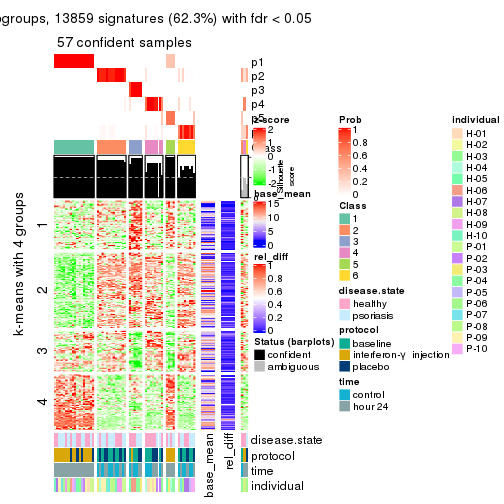 ogroups, 13859 signatures (62.3%) with fdr < 0.05
57 confident samples
p1
p2
p3
p4
p5
z-score
2
1
0
-1
-2
Silhouette
score
base_mean
15
10
5
0
rel_diff
1
0.8
0.6
0.4
0.2
0
Status (barplots)
confident
ambiguous
Prob
1
0.8
0.6
0.4
0.2
0
Class
1
2
3
4
5
6
disease.state
healthy
psoriasis
protocol
baseline
interferon-γ injection
placebo
time
control
hour 24
individual
H-01
H-02
H-03
H-04
H-05
H-06
H-07
H-08
H-09
H-10
P-01
P-02
P-03
P-04
P-05
P-06
P-07
P-08
P-09
P-10
k-means with 4 groups
1
2
3
4
disease.state
protocol
time
individual
base_mean
rel_diff